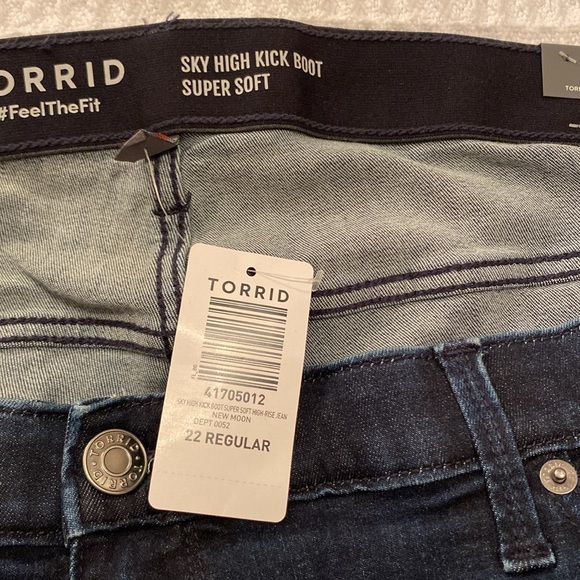 TORRID
#FeelTheFit
SKY HIGH KICK BOOT
SUPER SOFT
TORRID
41705012
SKY HIGH KICK BOOT SUPER SOFT HIGH-RISE JEAN
NEW MOON
DEPT 0052
22 REGULAR
TORRID • TORRID •